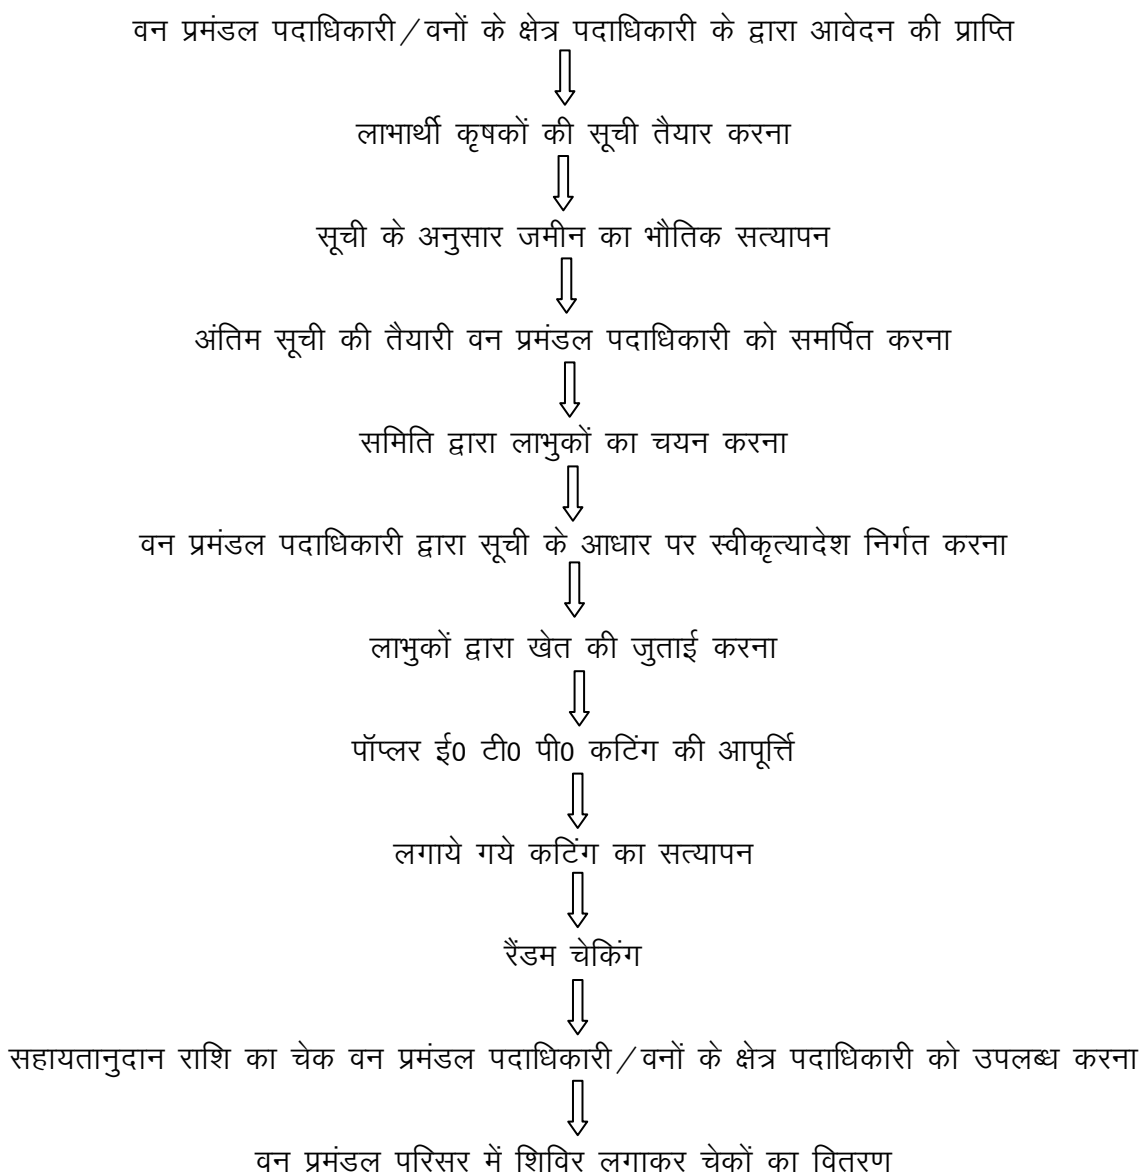 वन प्रमंडल पदाधिकारी/वनों के क्षेत्र पदाधिकारी के द्वारा आवेदन की प्राप्ति
लाभार्थी कृषकों की सूची तैयार करना
सूची के अनुसार जमीन का भौतिक सत्यापन
अंतिम सूची की तैयारी वन प्रमंडल पदाधिकारी को समर्पित करना
समिति द्वारा लाभुकों का चयन करना
वन प्रमंडल पदाधिकारी द्वारा सूची के आधार पर स्वीकृत्यादेश निर्गत करना
लाभुकों द्वारा खेत की जुताई करना
पॉप्लर ई0 टी0 पी0 कटिंग की आपूर्त्ति
लगाये गये कटिंग का सत्यापन
रैंडम चेकिंग
सहायतानुदान राशि का चेक वन प्रमंडल पदाधिकारी/वनों के क्षेत्र पदाधिकारी को उपलब्ध करना
वन प्रमंडल परिसर में शिविर लगाकर चेकों का वितरण